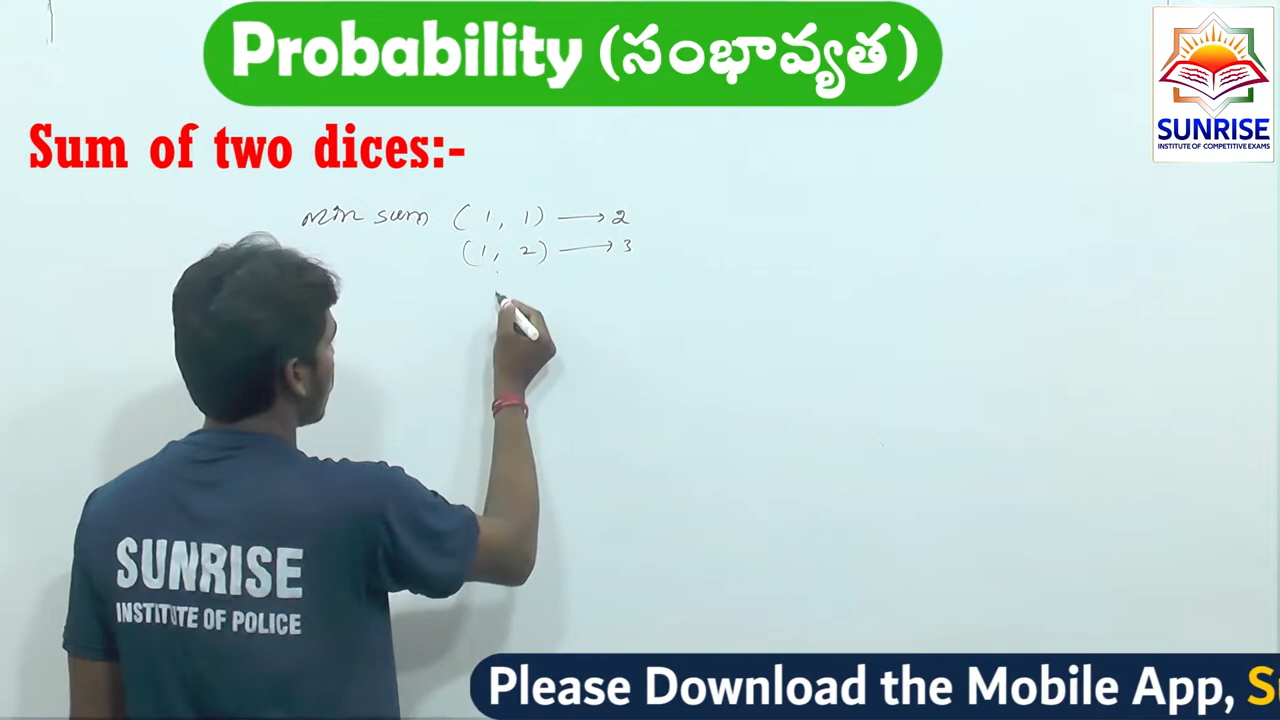 Probability (సంభావ్యత)
SUNRISE
INSTITUTE OF COMPETITIVE EXAMS
Sum of two dices:-
Min sum (1, 1) → 2
(1, 2) → 3
SUNRISE
INSTITUTE OF POLICE
Please Download the Mobile App,